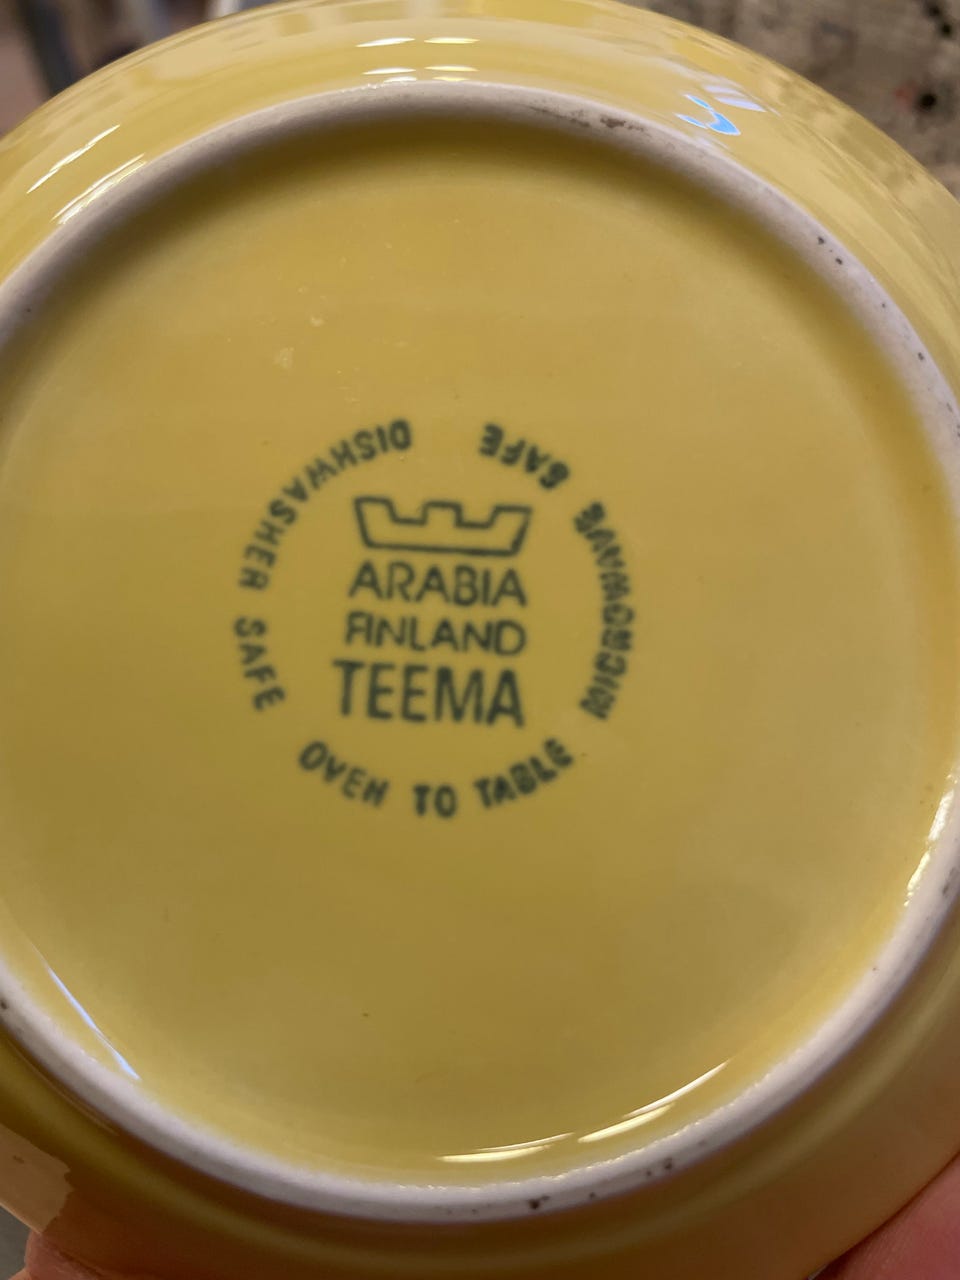 ARABIA
FINLAND
TEEMA
DISHWASHER SAFE
OVEN TO TABLE
MICROWAVE SAFE